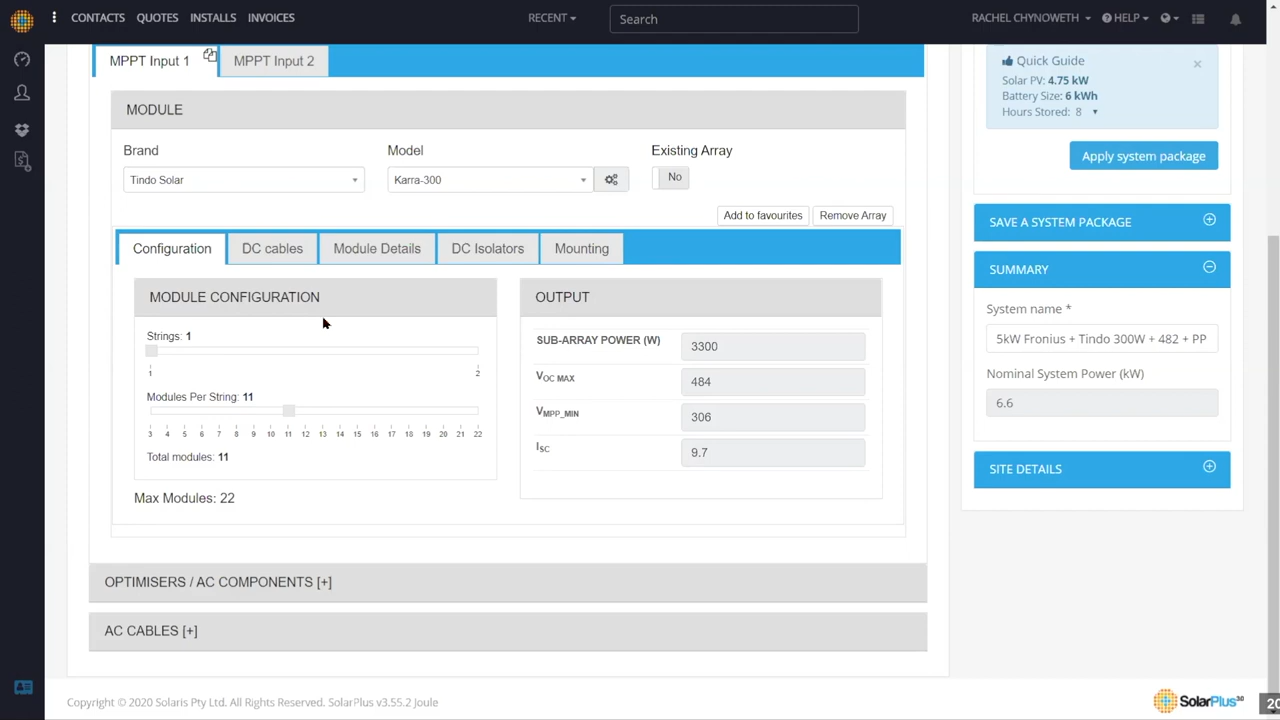 CONTACTS QUOTES INSTALLS INVOICES RECENT Search RACHEL CHYNOWETH HELP
MPPT Input 1 MPPT Input 2
MODULE
Brand Model Existing Array
Tindo Solar Karra-300 No
Add to favourites Remove Array
Configuration DC cables Module Details DC Isolators Mounting
MODULE CONFIGURATION
Strings: 1
1 2
Modules Per String: 11
3 4 5 6 7 8 9 10 11 12 13 14 15 16 17 18 19 20 21 22
Total modules: 11
Max Modules: 22
OUTPUT
SUB-ARRAY POWER (W) 3300
VOC MAX 484
VMPP_MIN 306
ISC 9.7
OPTIMISERS / AC COMPONENTS [+]
AC CABLES [+]
Quick Guide ×
Solar PV: 4.75 kW
Battery Size: 6 kWh
Hours Stored: 8
Apply system package
SAVE A SYSTEM PACKAGE
SUMMARY
System name *
5kW Fronius + Tindo 300W + 482 + PP
Nominal System Power (kW)
6.6
SITE DETAILS
Copyright © 2020 Solaris Pty Ltd. All Rights Reserved. SolarPlus v3.55.2 Joule
SolarPlus
20